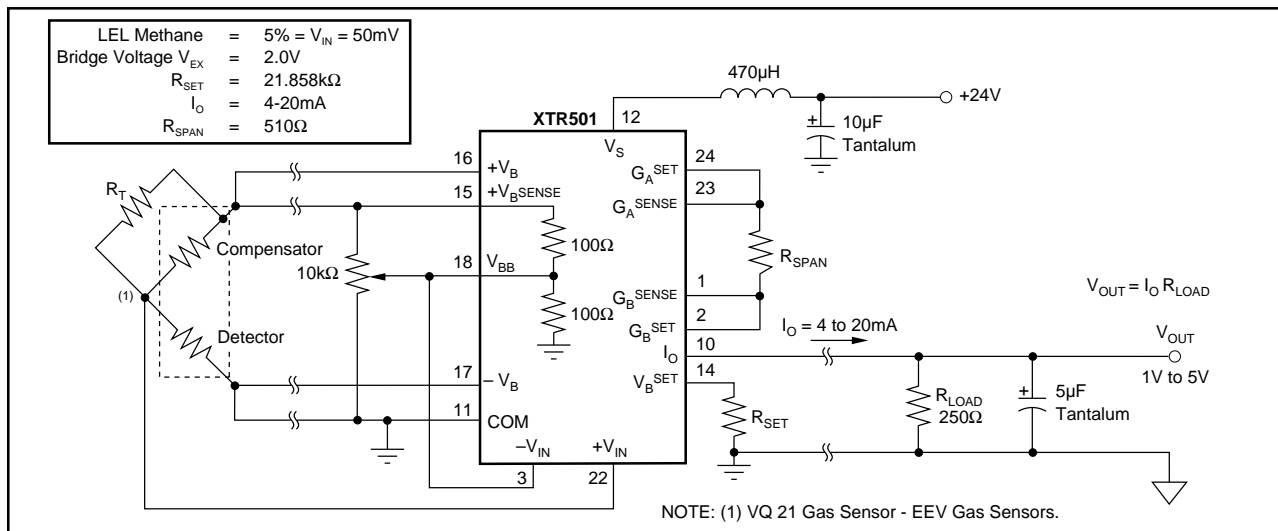 LEL Methane = 5% = V_IN = 50mV
Bridge Voltage V_EX = 2.0V
R_SET = 21.858kΩ
I_O = 4-20mA
R_SPAN = 510Ω
470µH
+24V
+
10µF
Tantalum
XTR501
12
V_S
16
+V_B
15
+V_B^SENSE
24
G_A^SET
23
G_A^SENSE
R_T
Compensator
10kΩ
100Ω
18
V_BB
R_SPAN
(1)
100Ω
1
G_B^SENSE
2
G_B^SET
V_OUT = I_O R_LOAD
Detector
I_O = 4 to 20mA
10
I_O
V_OUT
1V to 5V
17
– V_B
14
V_B^SET
11
COM
R_SET
R_LOAD
250Ω
+
5µF
Tantalum
–V_IN
+V_IN
3
22
NOTE: (1) VQ 21 Gas Sensor - EEV Gas Sensors.